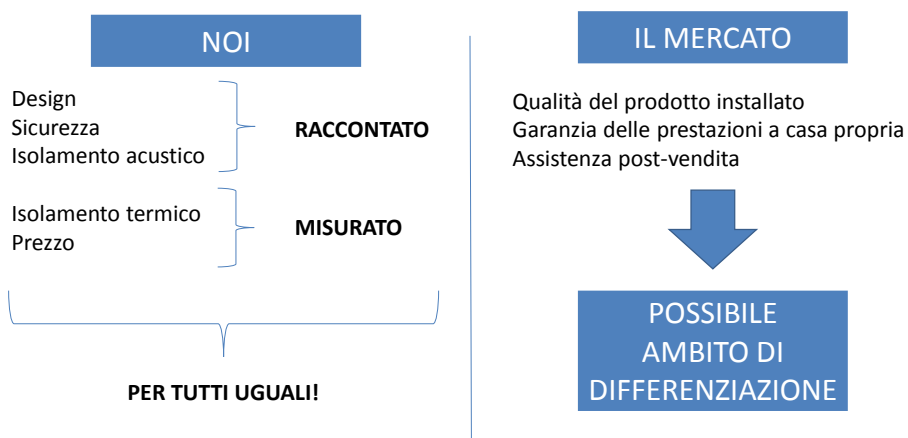 NOI
Design
Sicurezza
Isolamento acustico
RACCONTATO
Isolamento termico
Prezzo
MISURATO
PER TUTTI UGUALI!
IL MERCATO
Qualità del prodotto installato
Garanzia delle prestazioni a casa propria
Assistenza post-vendita
POSSIBILE
AMBITO DI
DIFFERENZIAZIONE